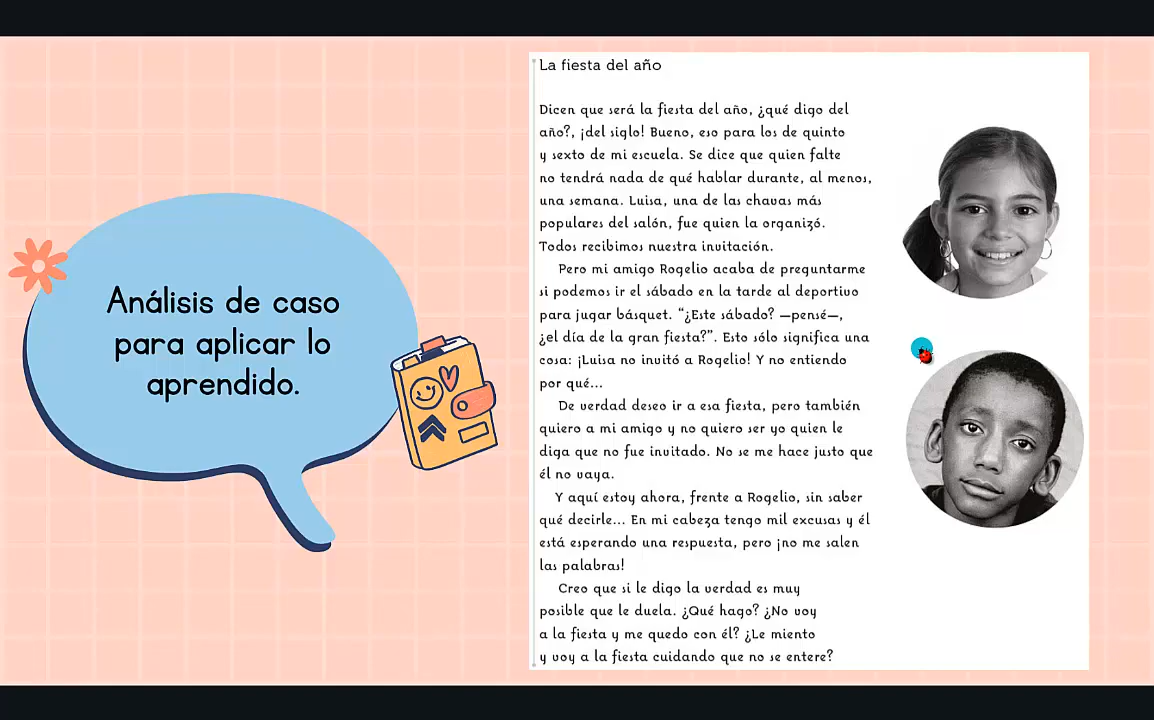 Análisis de caso
para aplicar lo
aprendido.
La fiesta del año
Dicen que será la fiesta del año, ¿qué digo del
año?, ¡del siglo! Bueno, eso para los de quinto
y sexto de mi escuela. Se dice que quien falte
no tendrá nada de qué hablar durante, al menos,
una semana. Luisa, una de las chavas más
populares del salón, fue quien la organizó.
Todos recibimos nuestra invitación.
Pero mi amigo Rogelio acaba de preguntarme
si podemos ir el sábado en la tarde al deportivo
para jugar básquet. “¿Este sábado? —pensé—,
¿el día de la gran fiesta?”. Esto sólo significa una
cosa: ¡Luisa no invitó a Rogelio! Y no entiendo
por qué...
De verdad deseo ir a esa fiesta, pero también
quiero a mi amigo y no quiero ser yo quien le
diga que no fue invitado. No se me hace justo que
él no vaya.
Y aquí estoy ahora, frente a Rogelio, sin saber
qué decirle... En mi cabeza tengo mil excusas y él
está esperando una respuesta, pero ¡no me salen
las palabras!
Creo que si le digo la verdad es muy
posible que le duela. ¿Qué hago? ¿No voy
a la fiesta y me quedo con él? ¿Le miento
y voy a la fiesta cuidando que no se entere?